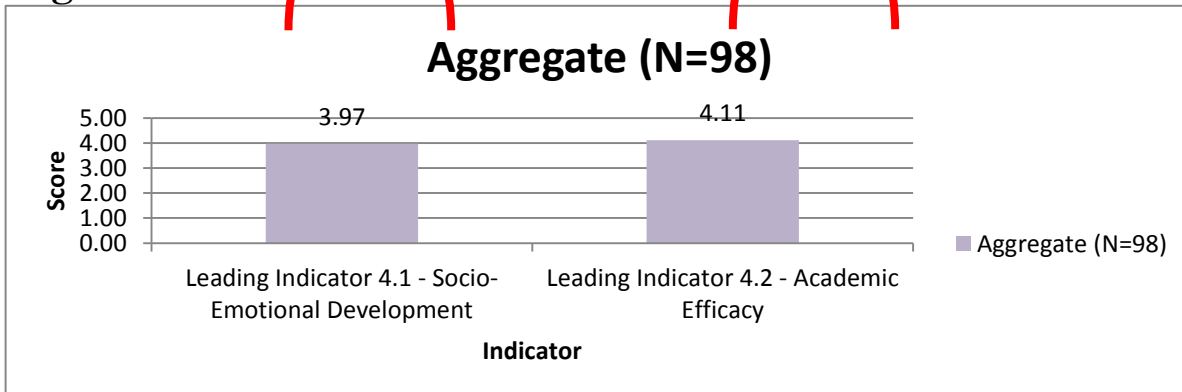 Aggregate (N=98)
5.00
4.00
3.00
2.00
1.00
0.00
Score
3.97
4.11
Leading Indicator 4.1 - Socio-
Emotional Development
Leading Indicator 4.2 - Academic
Efficacy
Indicator
Aggregate (N=98)